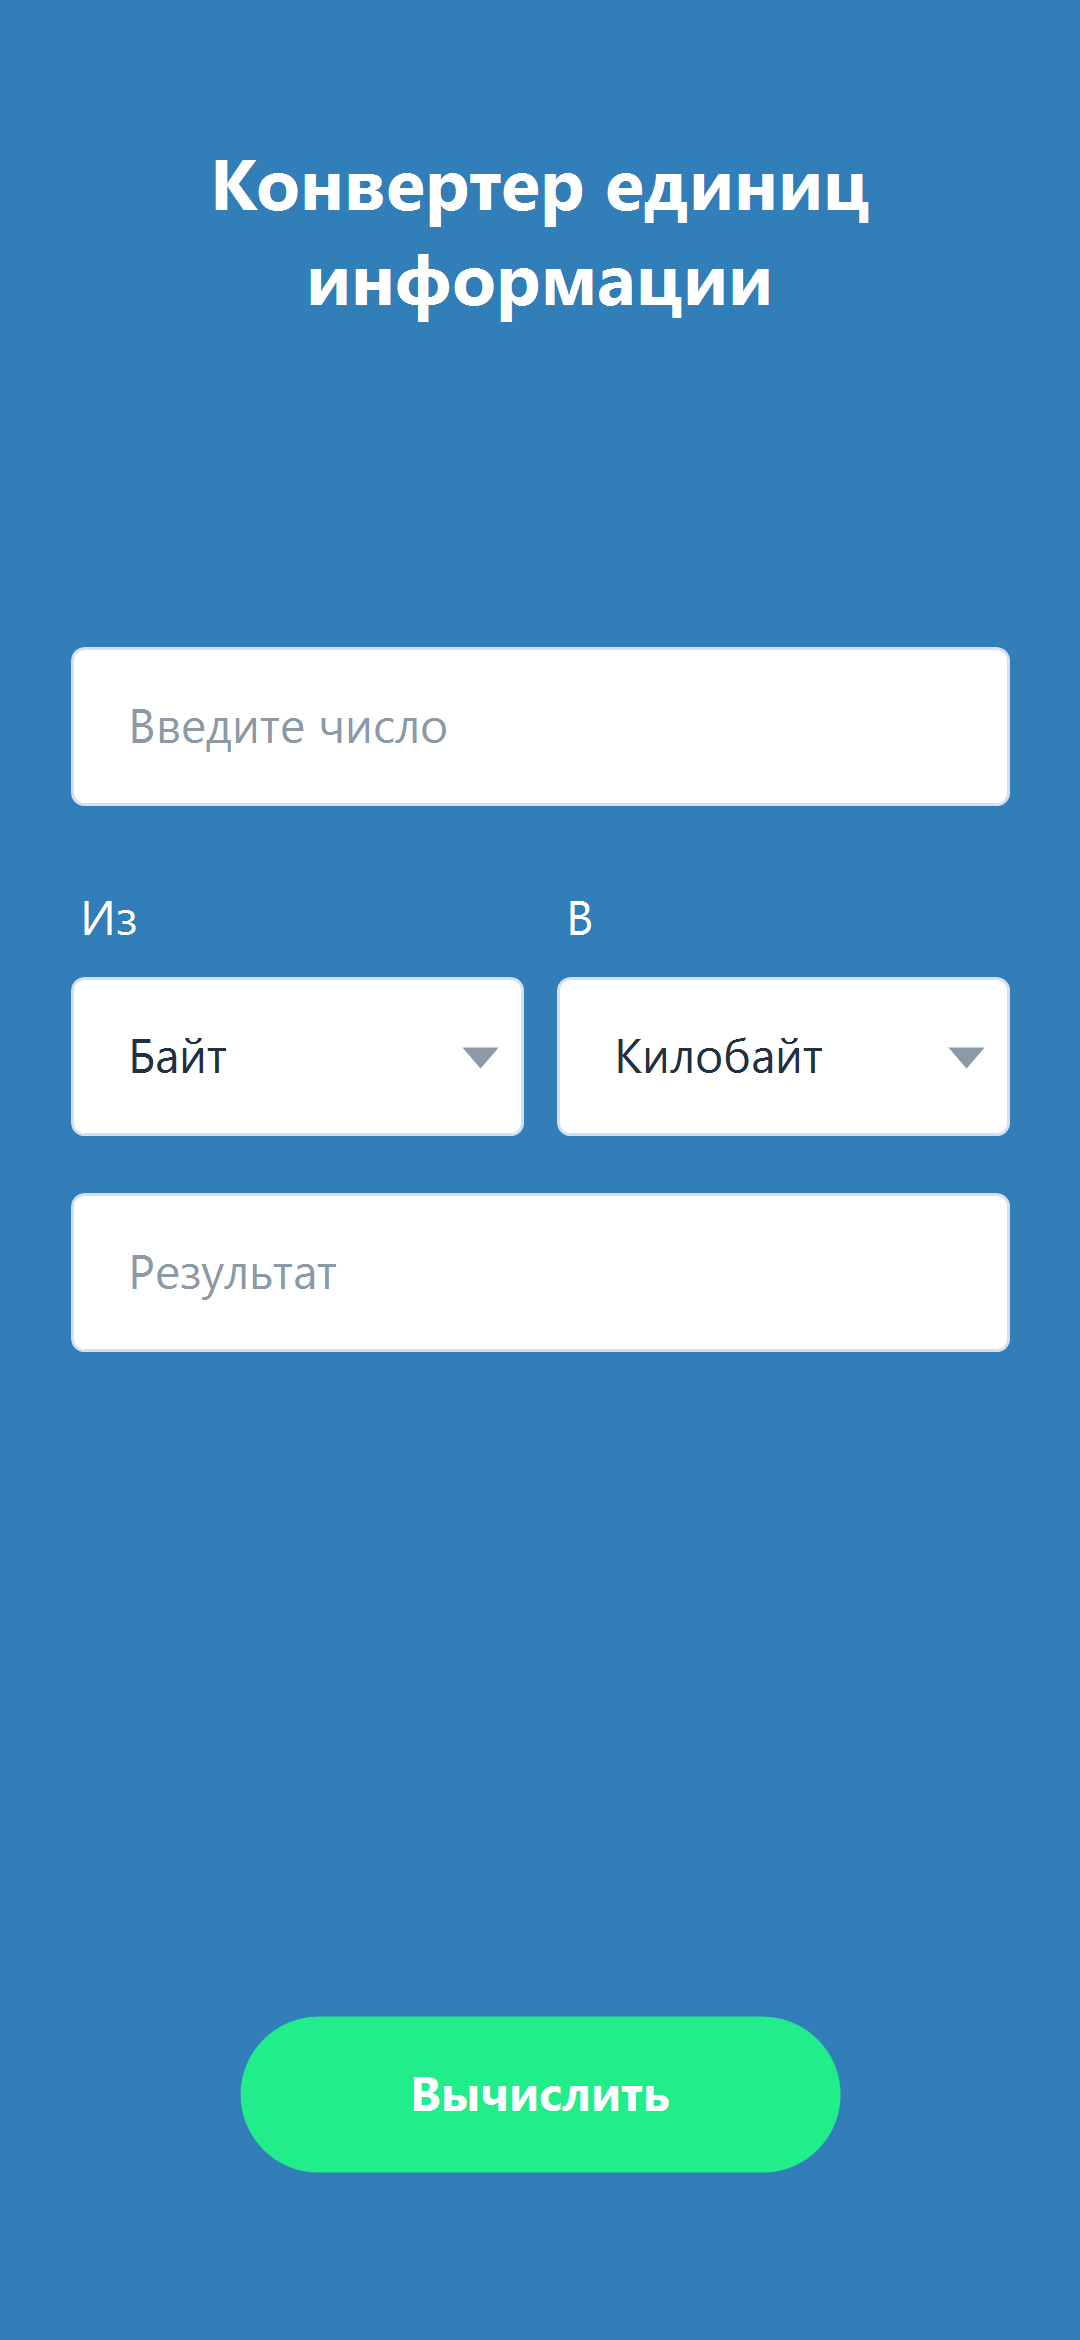 Конвертер единиц
информации
Введите число
Из
В
Байт
Килобайт
Результат
Вычислить